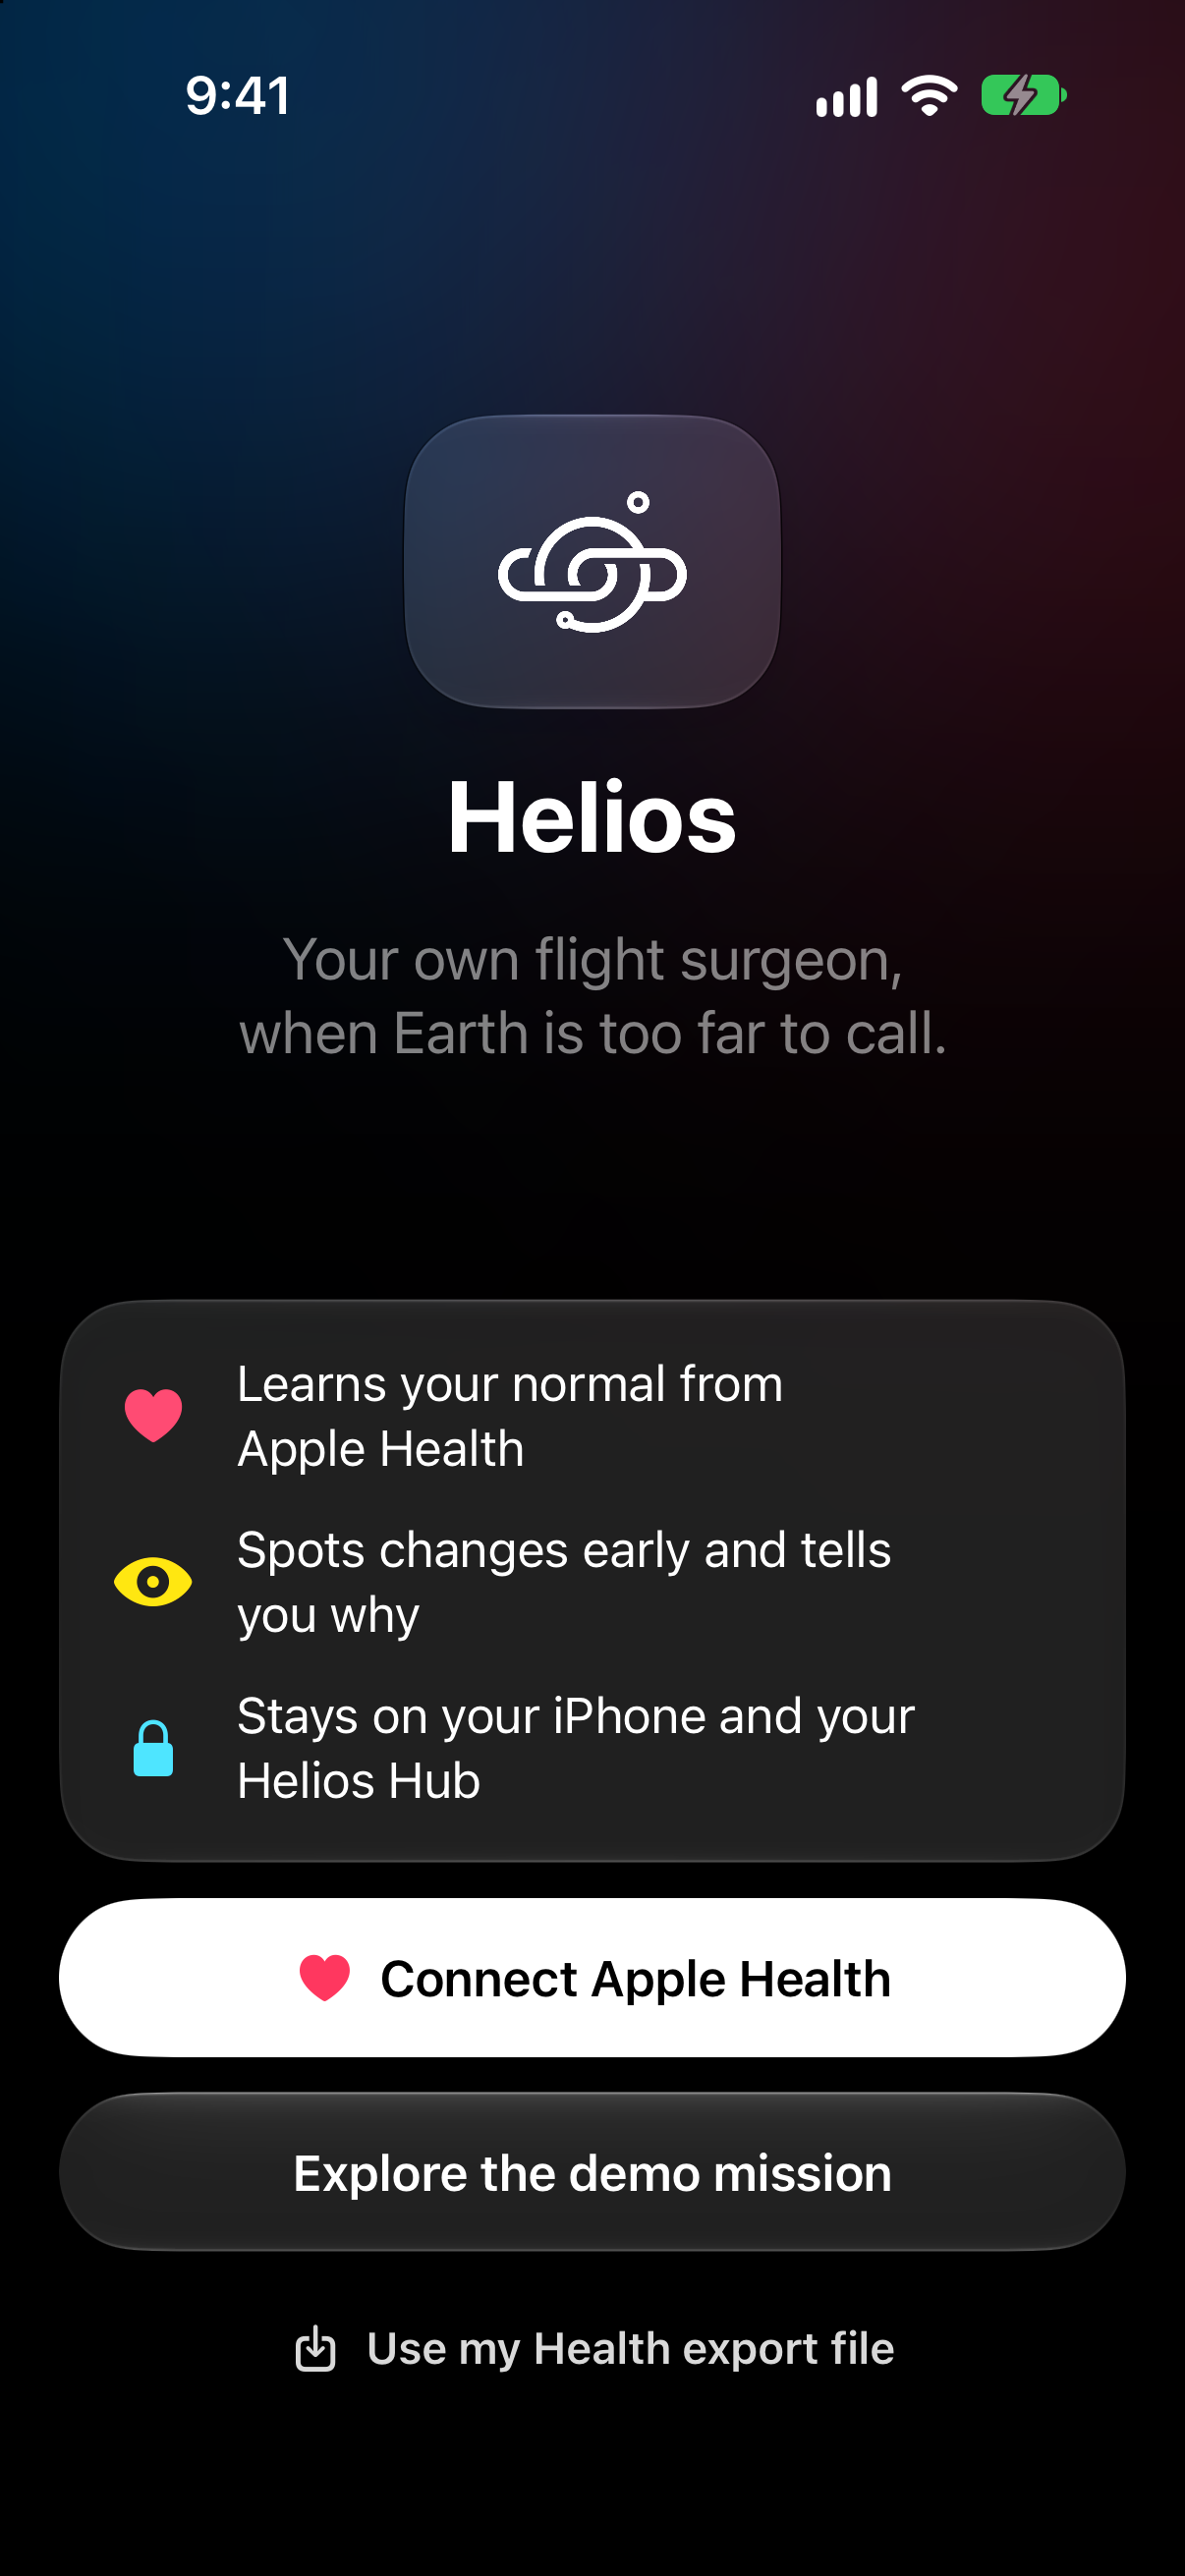 9:41
Helios
Your own flight surgeon,
when Earth is too far to call.
Learns your normal from
Apple Health
Spots changes early and tells
you why
Stays on your iPhone and your
Helios Hub
Connect Apple Health
Explore the demo mission
Use my Health export file